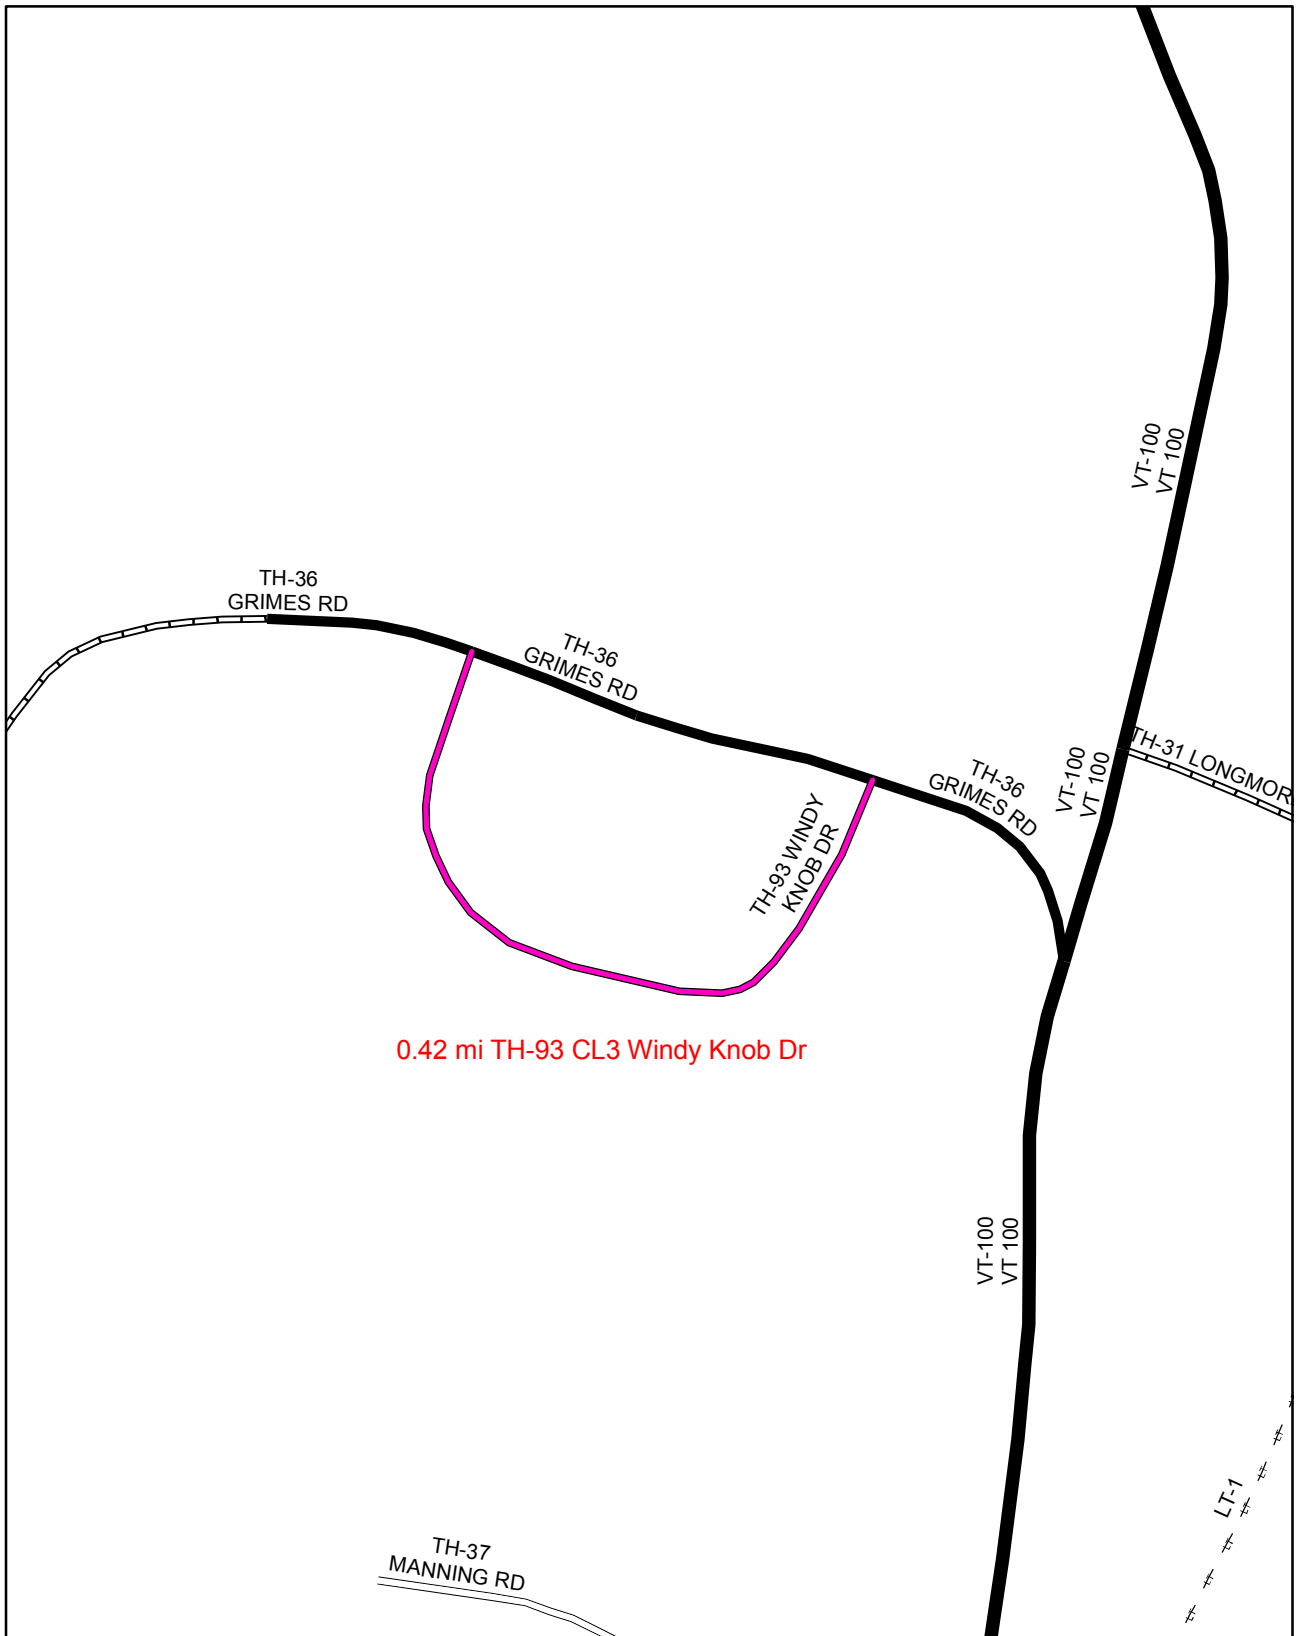 VT-100
VT 100
TH-36
GRIMES RD
TH-36
GRIMES RD
TH-31 LONGMOR
VT-100
VT 100
TH-36
GRIMES RD
TH-93 WINDY
KNOB DR
0.42 mi TH-93 CL3 Windy Knob Dr
VT-100
VT 100
LT-1
TH-37
MANNING RD